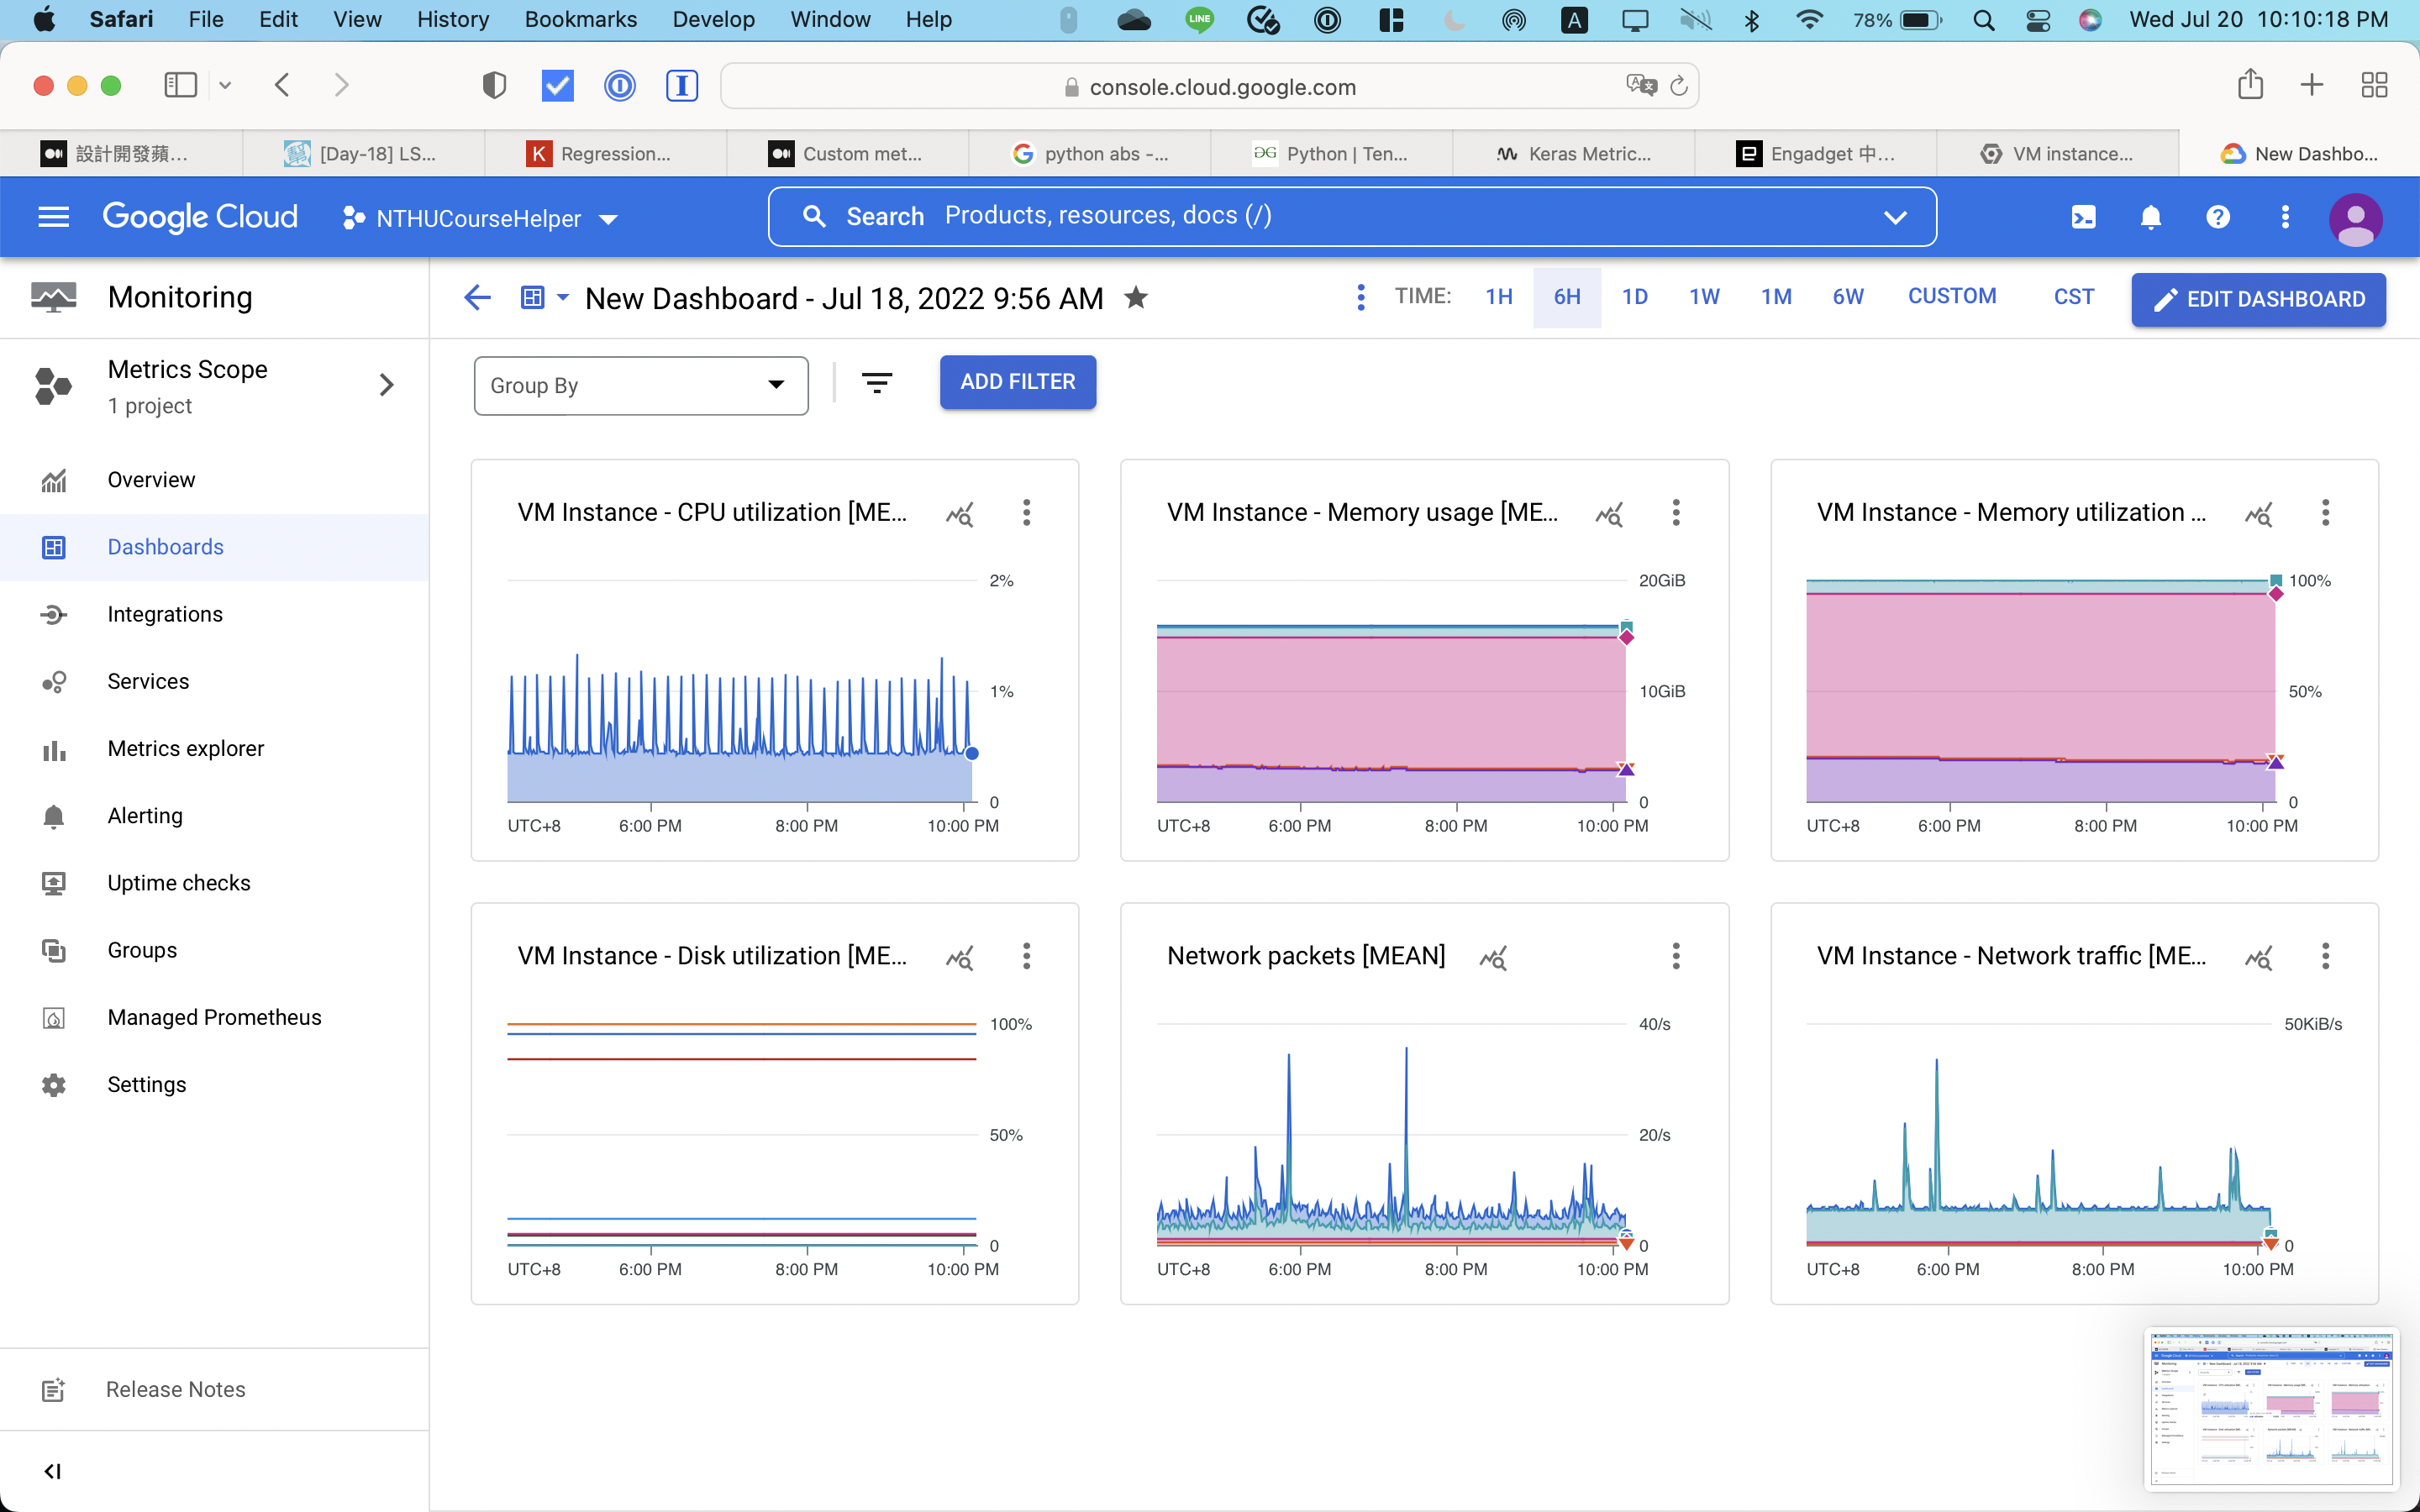 Safari File Edit View History Bookmarks Develop Window Help LINE A 78% Wed Jul 20 10:10:18 PM
console.cloud.google.com
設計開發蘋... [Day-18] LS... K Regression... Custom met... python abs -... Python | Ten... Keras Metric... Engadget 中... VM instance... New Dashbo...
Google Cloud NTHUCourseHelper Search Products, resources, docs (/)
Monitoring
New Dashboard - Jul 18, 2022 9:56 AM TIME: 1H 6H 1D 1W 1M 6W CUSTOM CST EDIT DASHBOARD
Metrics Scope
1 project
Group By ADD FILTER
Overview
Dashboards
Integrations
Services
Metrics explorer
Alerting
Uptime checks
Groups
Managed Prometheus
Settings
Release Notes
VM Instance - CPU utilization [ME...
2%
1%
0
UTC+8 6:00 PM 8:00 PM 10:00 PM
VM Instance - Memory usage [ME...
20GiB
10GiB
0
UTC+8 6:00 PM 8:00 PM 10:00 PM
VM Instance - Memory utilization ...
100%
50%
0
UTC+8 6:00 PM 8:00 PM 10:00 PM
VM Instance - Disk utilization [ME...
100%
50%
0
UTC+8 6:00 PM 8:00 PM 10:00 PM
Network packets [MEAN]
40/s
20/s
0
UTC+8 6:00 PM 8:00 PM 10:00 PM
VM Instance - Network traffic [ME...
50KiB/s
0
UTC+8 6:00 PM 8:00 PM 10:00 PM